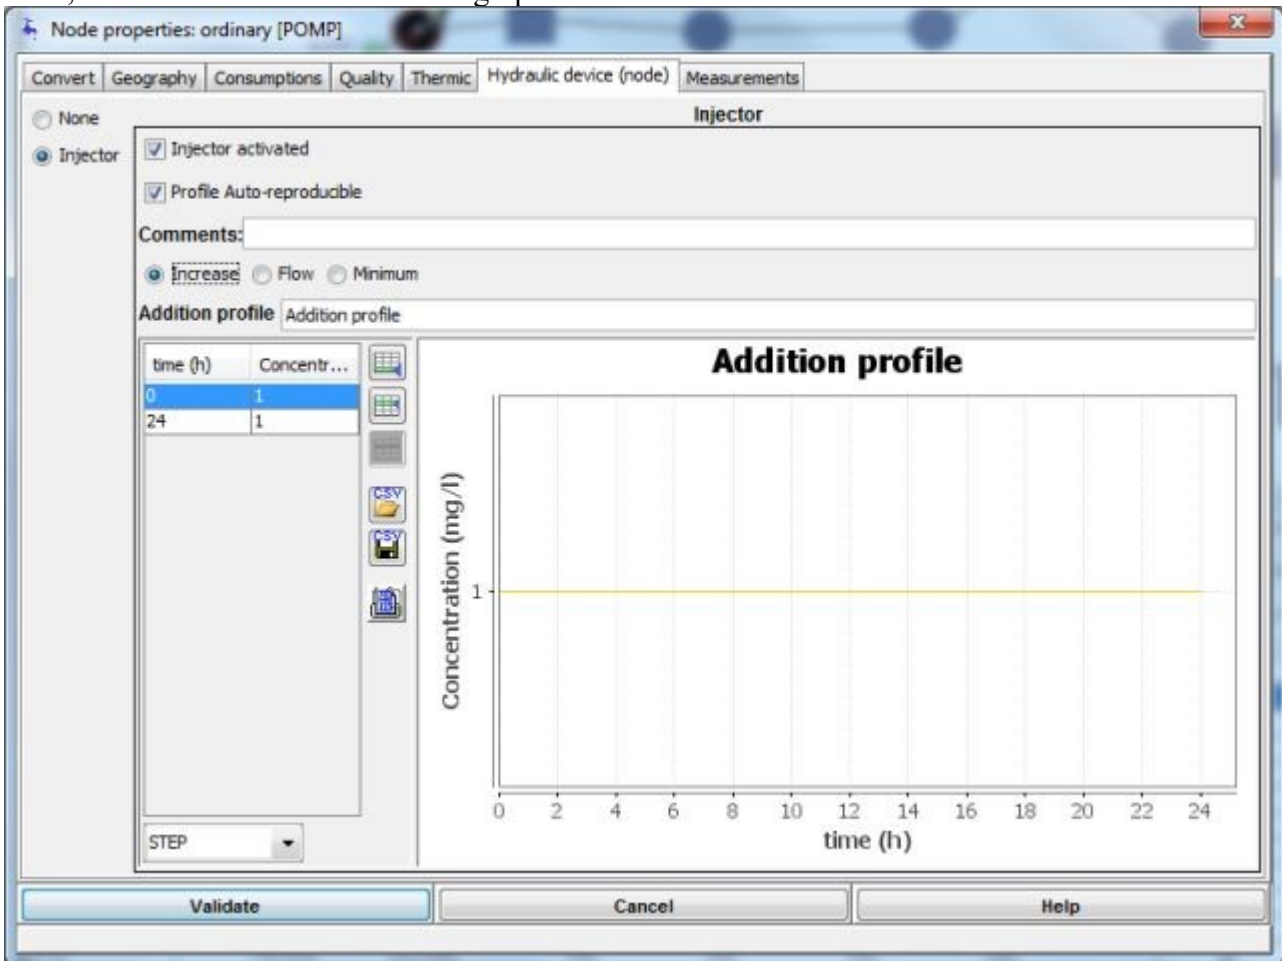 Node properties: ordinary [POMP]
Convert Geography Consumptions Quality Thermic Hydraulic device (node) Measurements
None
Injector
Injector
Injector activated
Profile Auto-reproducible
Comments:
Increase Flow Minimum
Addition profile Addition profile
time (h) Concentr...
0 1
24 1
CSV
CSV
STEP
Addition profile
Concentration (mg/l)
1
0 2 4 6 8 10 12 14 16 18 20 22 24
time (h)
Validate Cancel Help